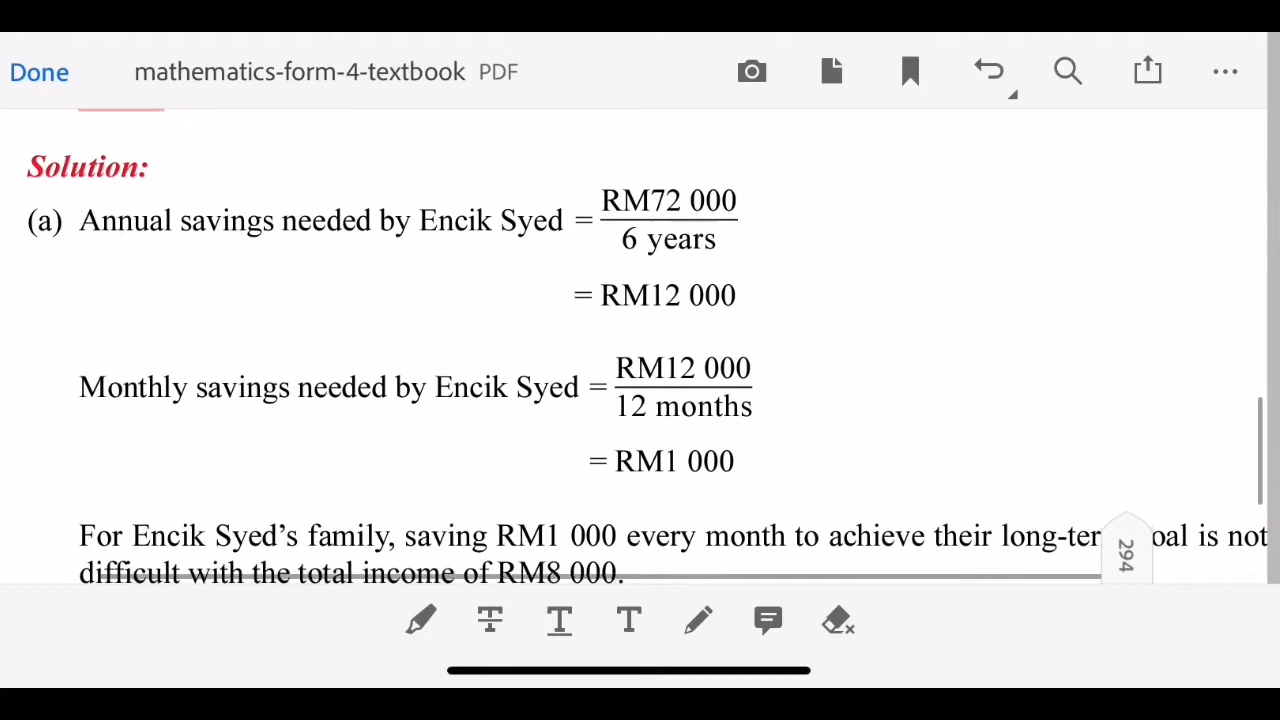 Done mathematics-form-4-textbook PDF
Solution:
(a) Annual savings needed by Encik Syed = RM72 000
6 years
= RM12 000
Monthly savings needed by Encik Syed = RM12 000
12 months
= RM1 000
For Encik Syed's family, saving RM1 000 every month to achieve their long-ter oal is not
difficult with the total income of RM8 000.
294